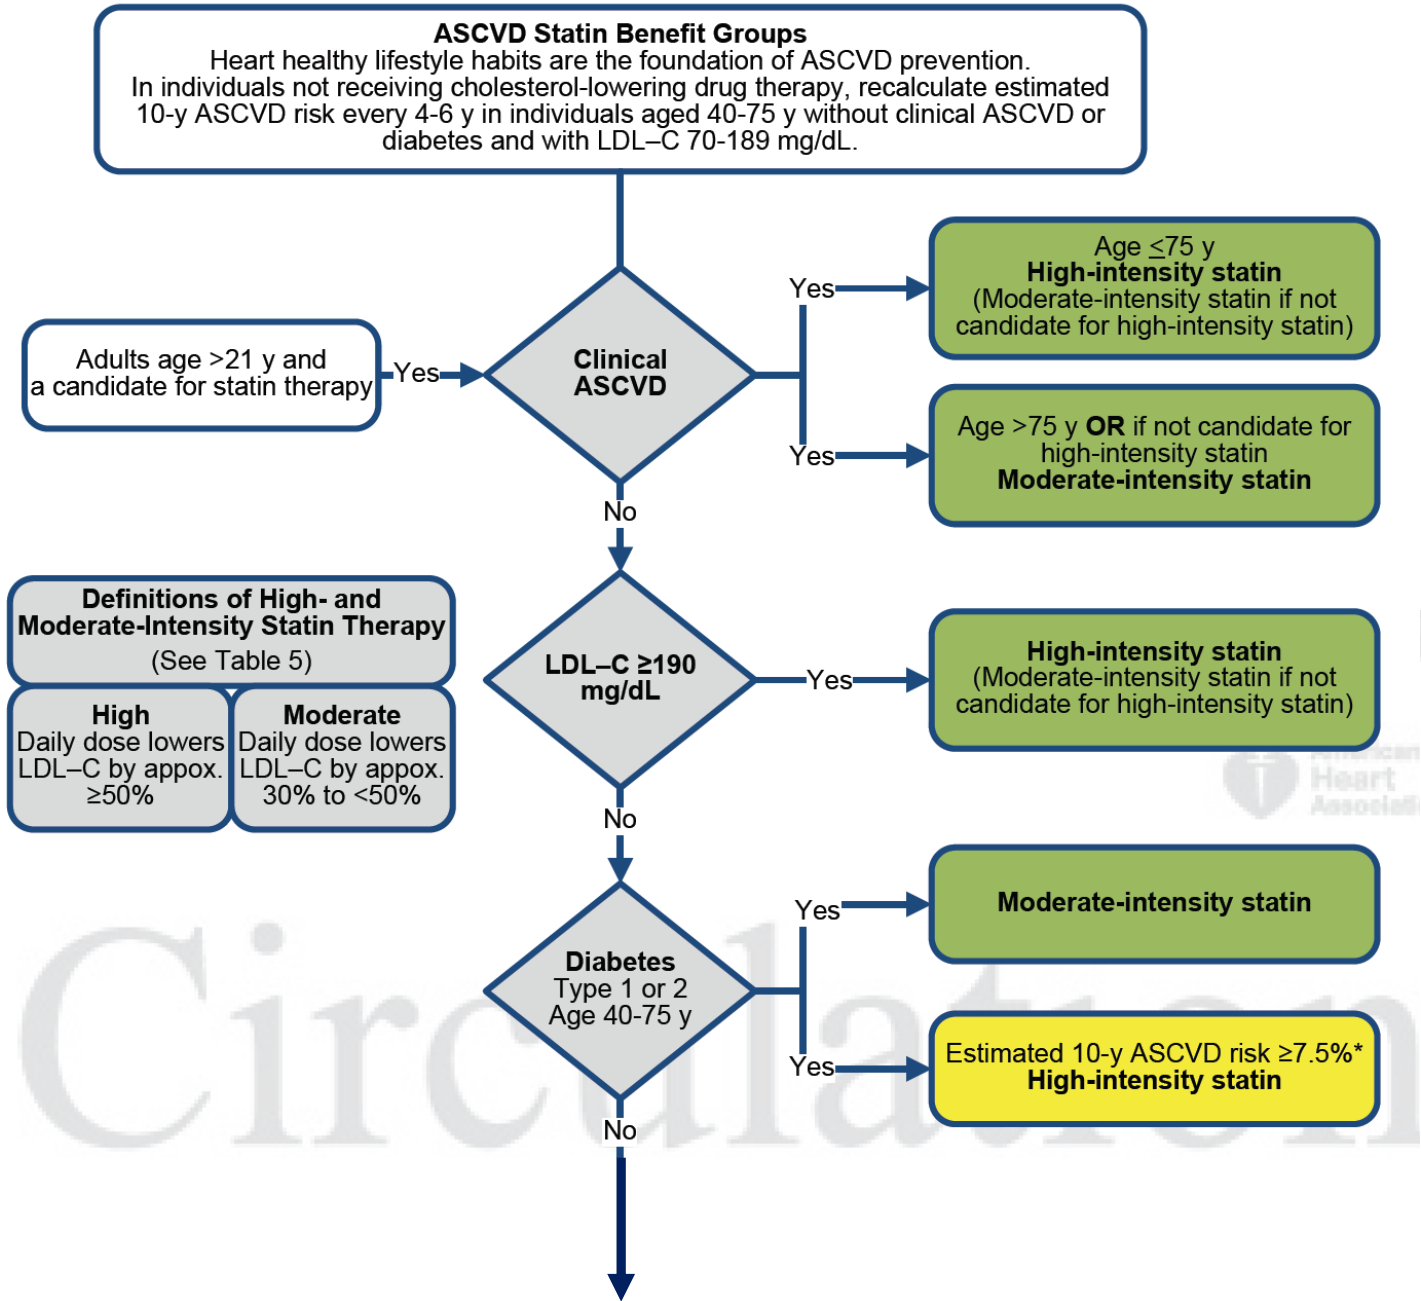 ASCVD Statin Benefit Groups
Heart healthy lifestyle habits are the foundation of ASCVD prevention.
In individuals not receiving cholesterol-lowering drug therapy, recalculate estimated
10-y ASCVD risk every 4-6 y in individuals aged 40-75 y without clinical ASCVD or
diabetes and with LDL–C 70-189 mg/dL.
Adults age >21 y and
a candidate for statin therapy
Yes
Clinical
ASCVD
Yes
Age ≤75 y
High-intensity statin
(Moderate-intensity statin if not
candidate for high-intensity statin)
Yes
Age >75 y OR if not candidate for
high-intensity statin
Moderate-intensity statin
No
Definitions of High- and
Moderate-Intensity Statin Therapy
(See Table 5)
High
Daily dose lowers
LDL–C by appox.
≥50%
Moderate
Daily dose lowers
LDL–C by appox.
30% to <50%
LDL–C ≥190
mg/dL
Yes
High-intensity statin
(Moderate-intensity statin if not
candidate for high-intensity statin)
American
Heart
Associati
No
Diabetes
Type 1 or 2
Age 40-75 y
Yes
Moderate-intensity statin
Yes
Estimated 10-y ASCVD risk ≥7.5%*
High-intensity statin
No
Circulation